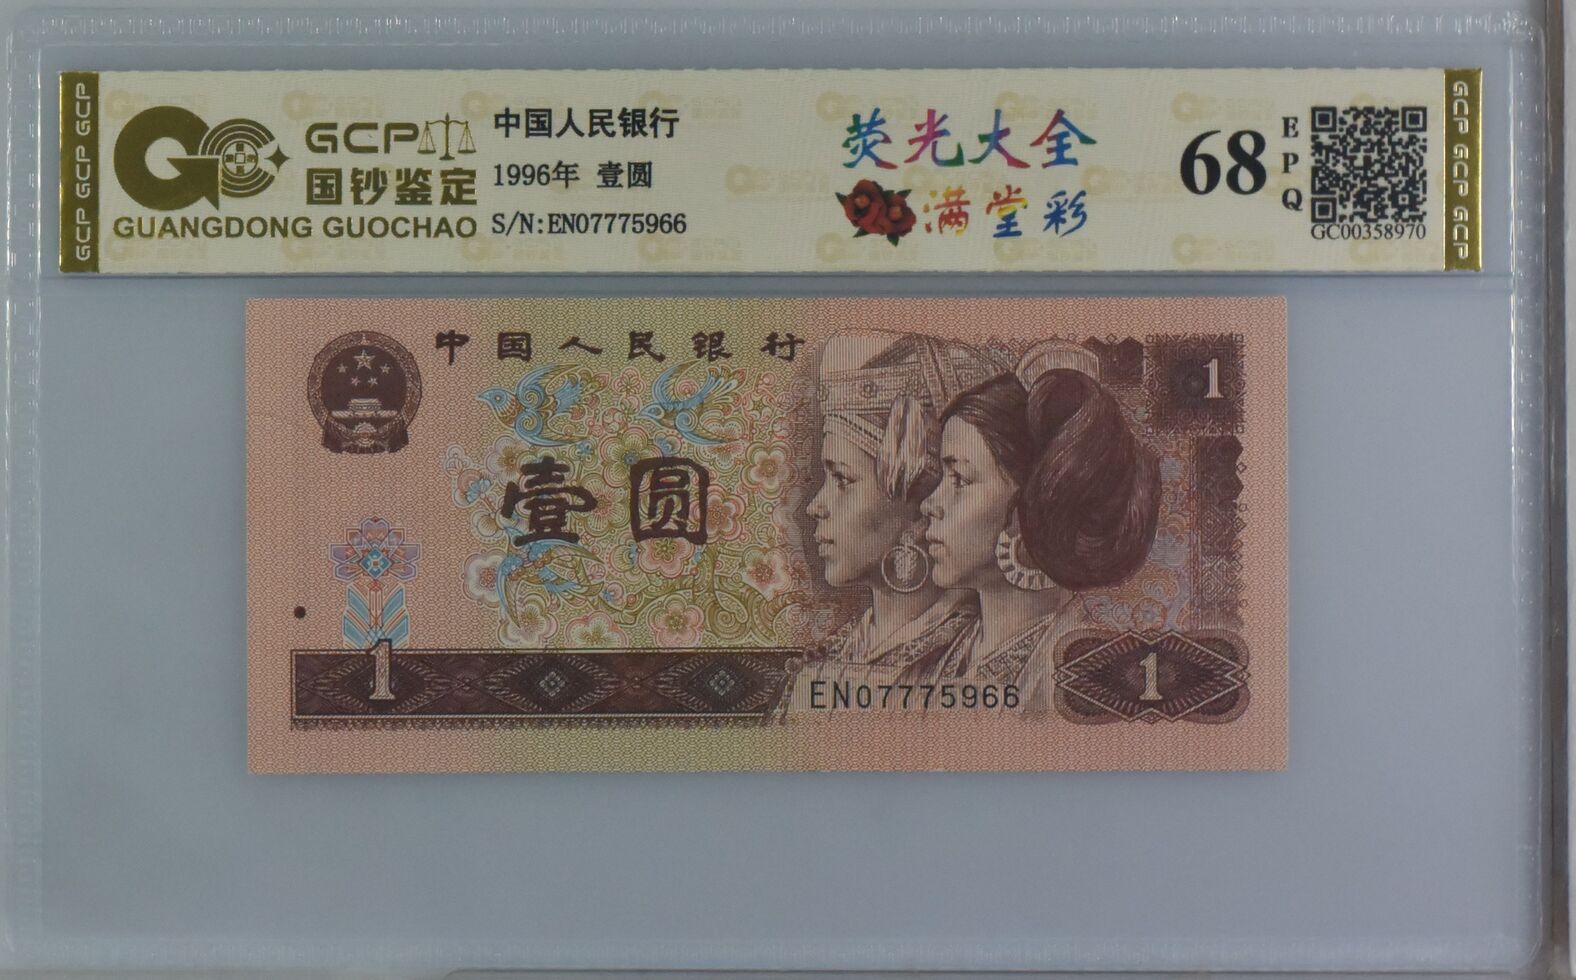 GCP GCP GCP
GCP
国钞鉴定
GUANGDONG GUOCHAO
中国人民银行
1996年 壹圆
S/N:EN07775966
荧光大全
满堂彩
68
EPQ
GC00358970
GCP GCP GCP
中国人民银行
1
壹圆
1
EN07775966
1